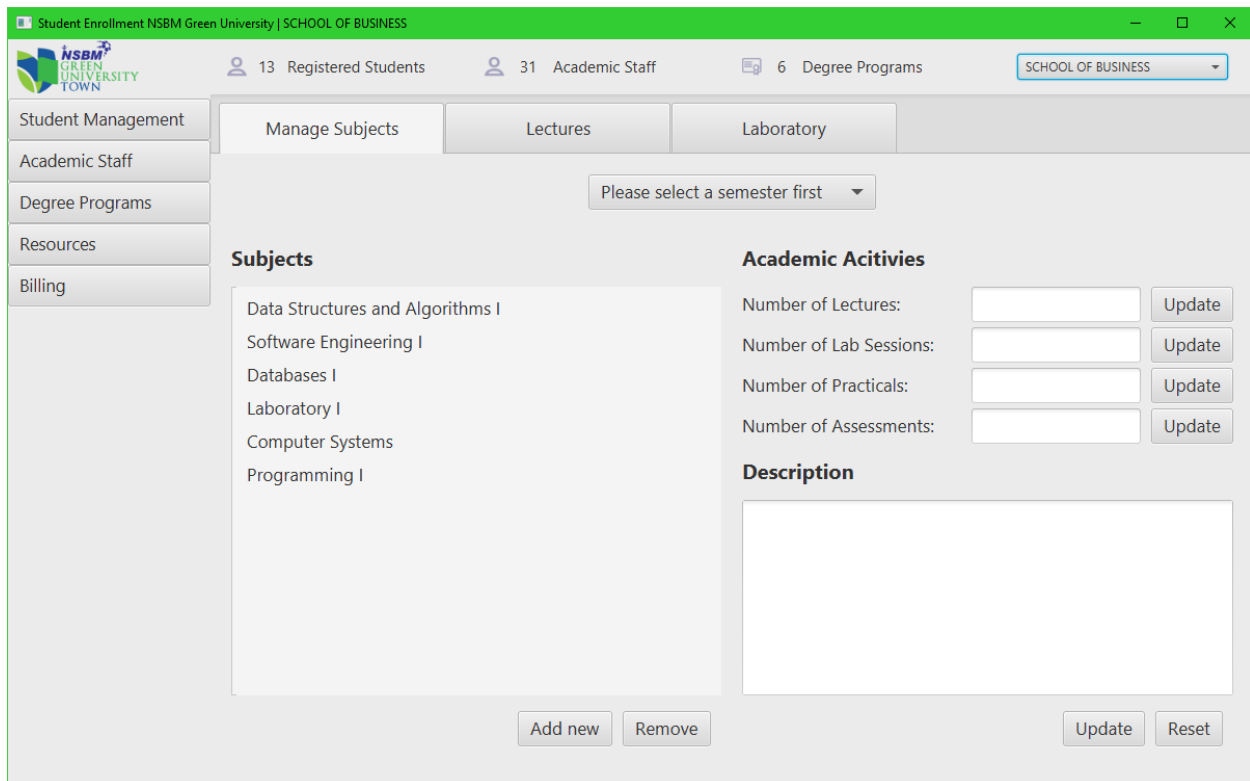 Student Enrollment NSBM Green University | SCHOOL OF BUSINESS
NSBM
GREEN
UNIVERSITY
TOWN
13 Registered Students
31 Academic Staff
6 Degree Programs
SCHOOL OF BUSINESS
Student Management
Academic Staff
Degree Programs
Resources
Billing
Manage Subjects
Lectures
Laboratory
Please select a semester first
Subjects
Data Structures and Algorithms I
Software Engineering I
Databases I
Laboratory I
Computer Systems
Programming I
Add new
Remove
Academic Acitivies
Number of Lectures:
Update
Number of Lab Sessions:
Update
Number of Practicals:
Update
Number of Assessments:
Update
Description
Update
Reset